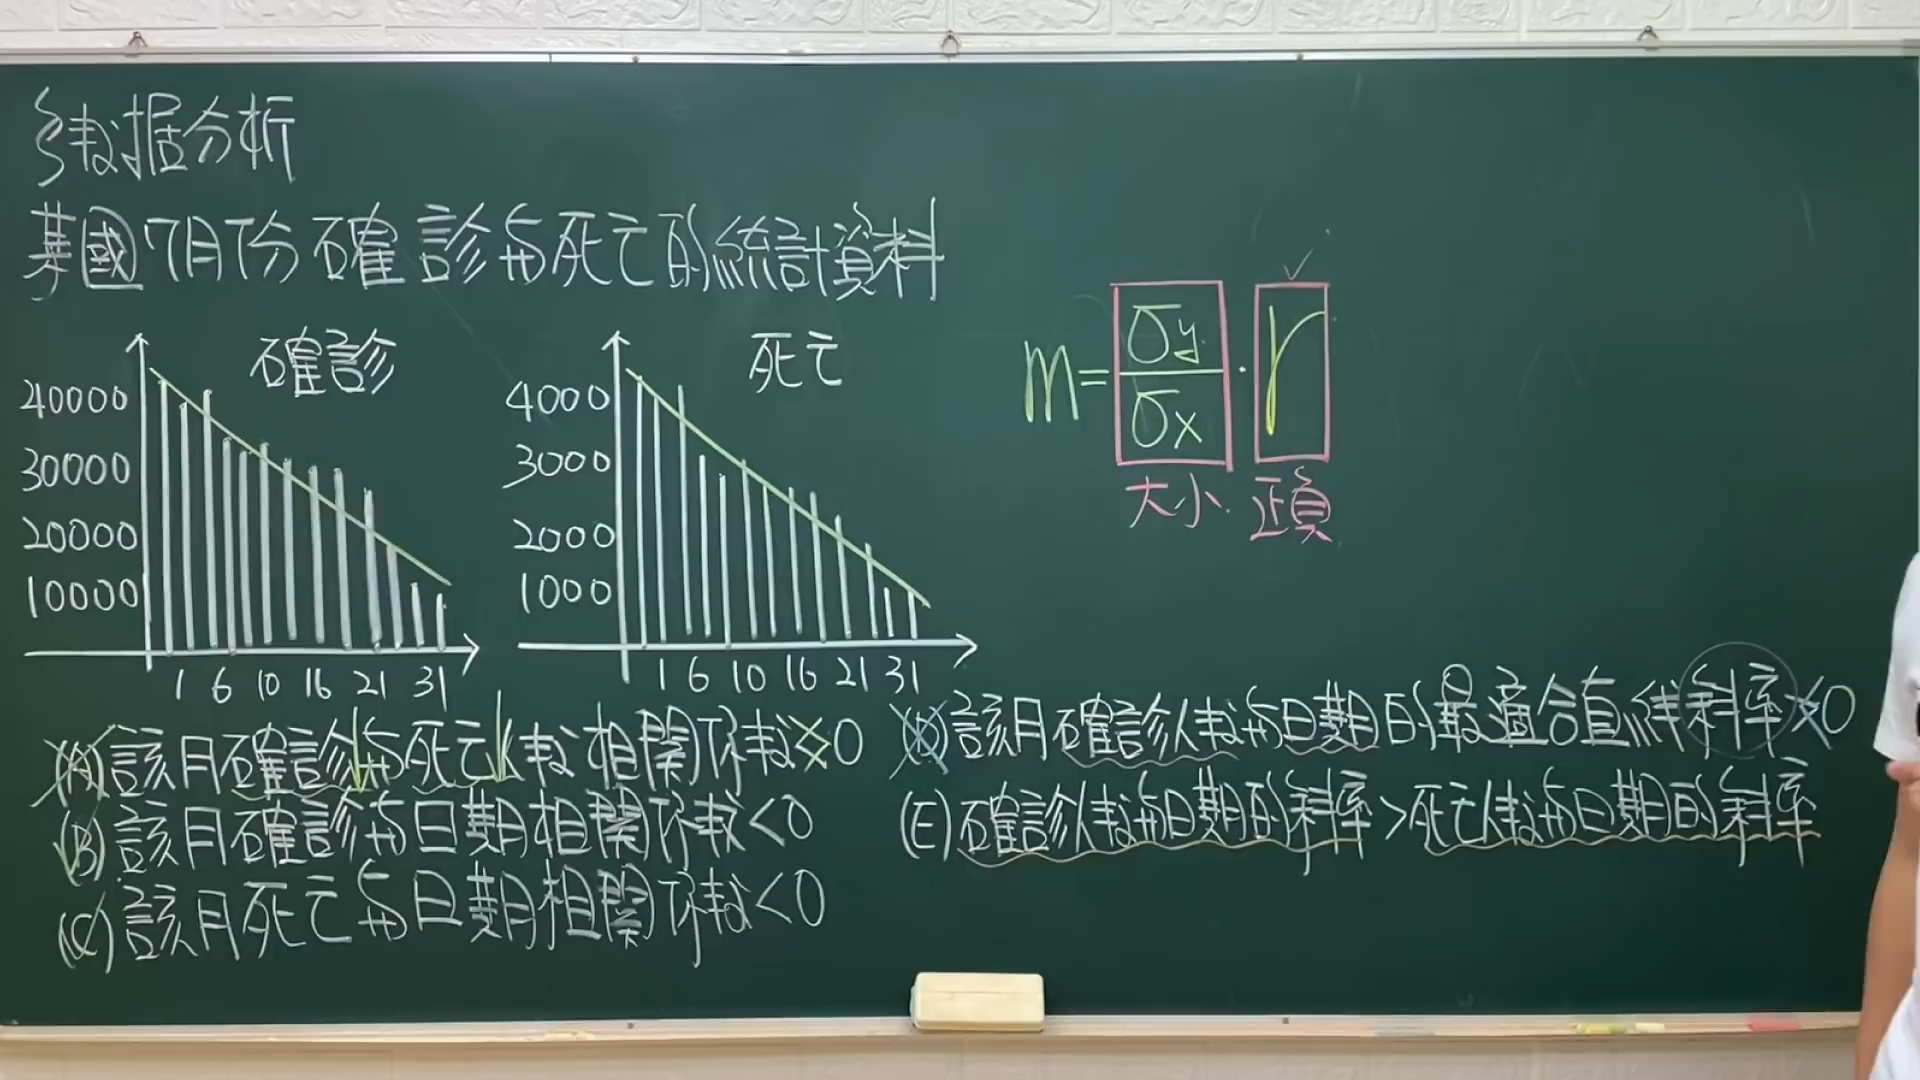 數據分析
英國7月份確診與死亡的統計資料
確診
40000
30000
20000
10000
1 6 10 16 21 31
死亡
4000
3000
2000
1000
1 6 10 16 21 31
m = σy/σx · r
大小 正負
(A) 該月確診與死亡人數相關係數<0
(B) 該月確診與日期相關係數<0
(C) 該月死亡與日期相關係數<0
(D) 該月確診人數與日期的最適合直線斜率<0
(E) 確診人數與日期的斜率>死亡人數與日期的斜率